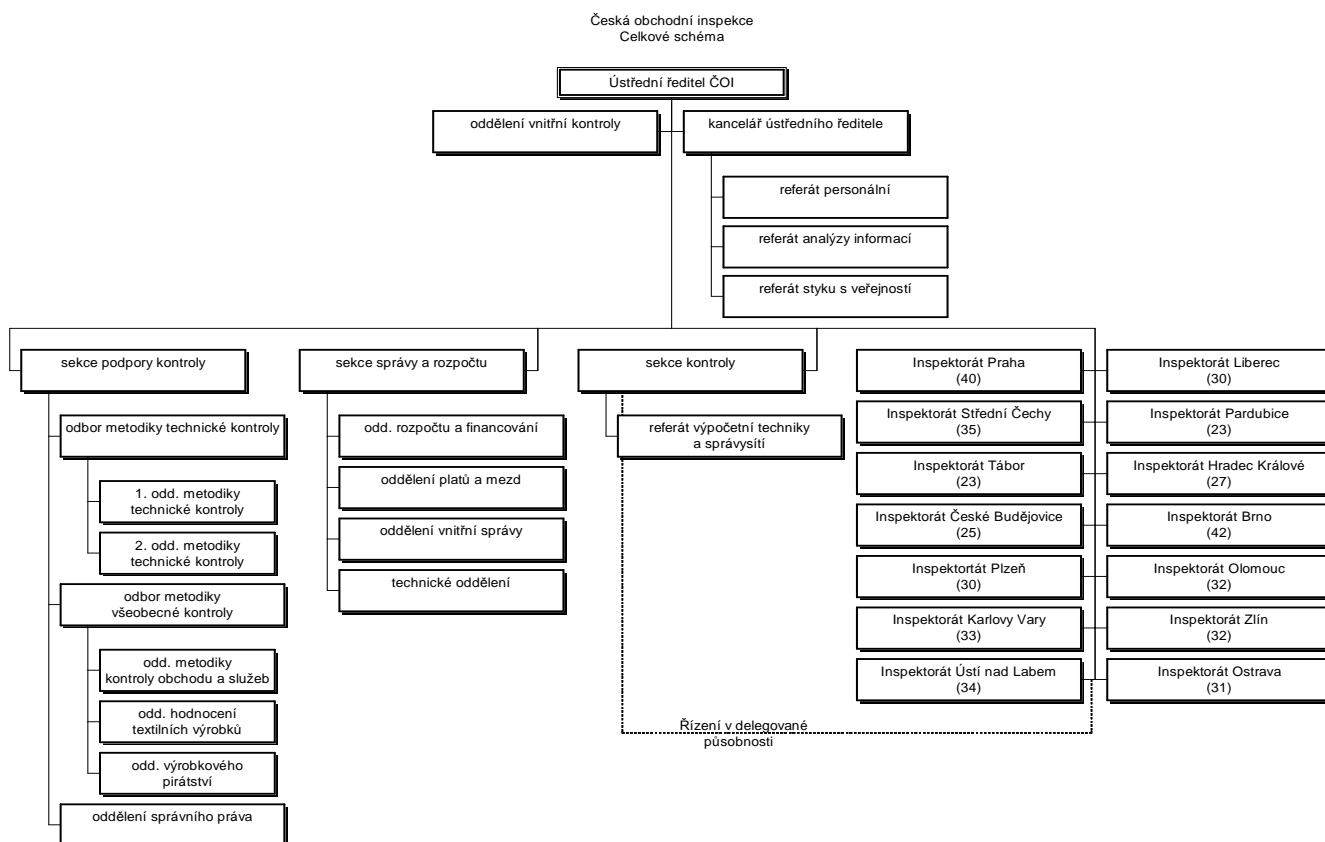 Česká obchodní inspekce
Celkové schéma
Ústřední ředitel ČOI
oddělení vnitřní kontroly
kancelář ústředního ředitele
referát personální
referát analýzy informací
referát styku s veřejností
sekce podpory kontroly
odbor metodiky technické kontroly
1. odd. metodiky
technické kontroly
2. odd. metodiky
technické kontroly
odbor metodiky
všeobecné kontroly
odd. metodiky
kontroly obchodu a služeb
odd. hodnocení
textilních výrobků
odd. výrobkového
pirátství
oddělení správního práva
sekce správy a rozpočtu
odd. rozpočtu a financování
oddělení platů a mezd
oddělení vnitřní správy
technické oddělení
sekce kontroly
referát výpočetní techniky
a správysítí
Inspektorát Praha
(40)
Inspektorát Liberec
(30)
Inspektorát Střední Čechy
(35)
Inspektorát Pardubice
(23)
Inspektorát Tábor
(23)
Inspektorát Hradec Králové
(27)
Inspektorát České Budějovice
(25)
Inspektorát Brno
(42)
Inspektortát Plzeň
(30)
Inspektorát Olomouc
(32)
Inspektorát Karlovy Vary
(33)
Inspektorát Zlín
(32)
Inspektorát Ústí nad Labem
(34)
Inspektorát Ostrava
(31)
Řízení v delegované
působnosti